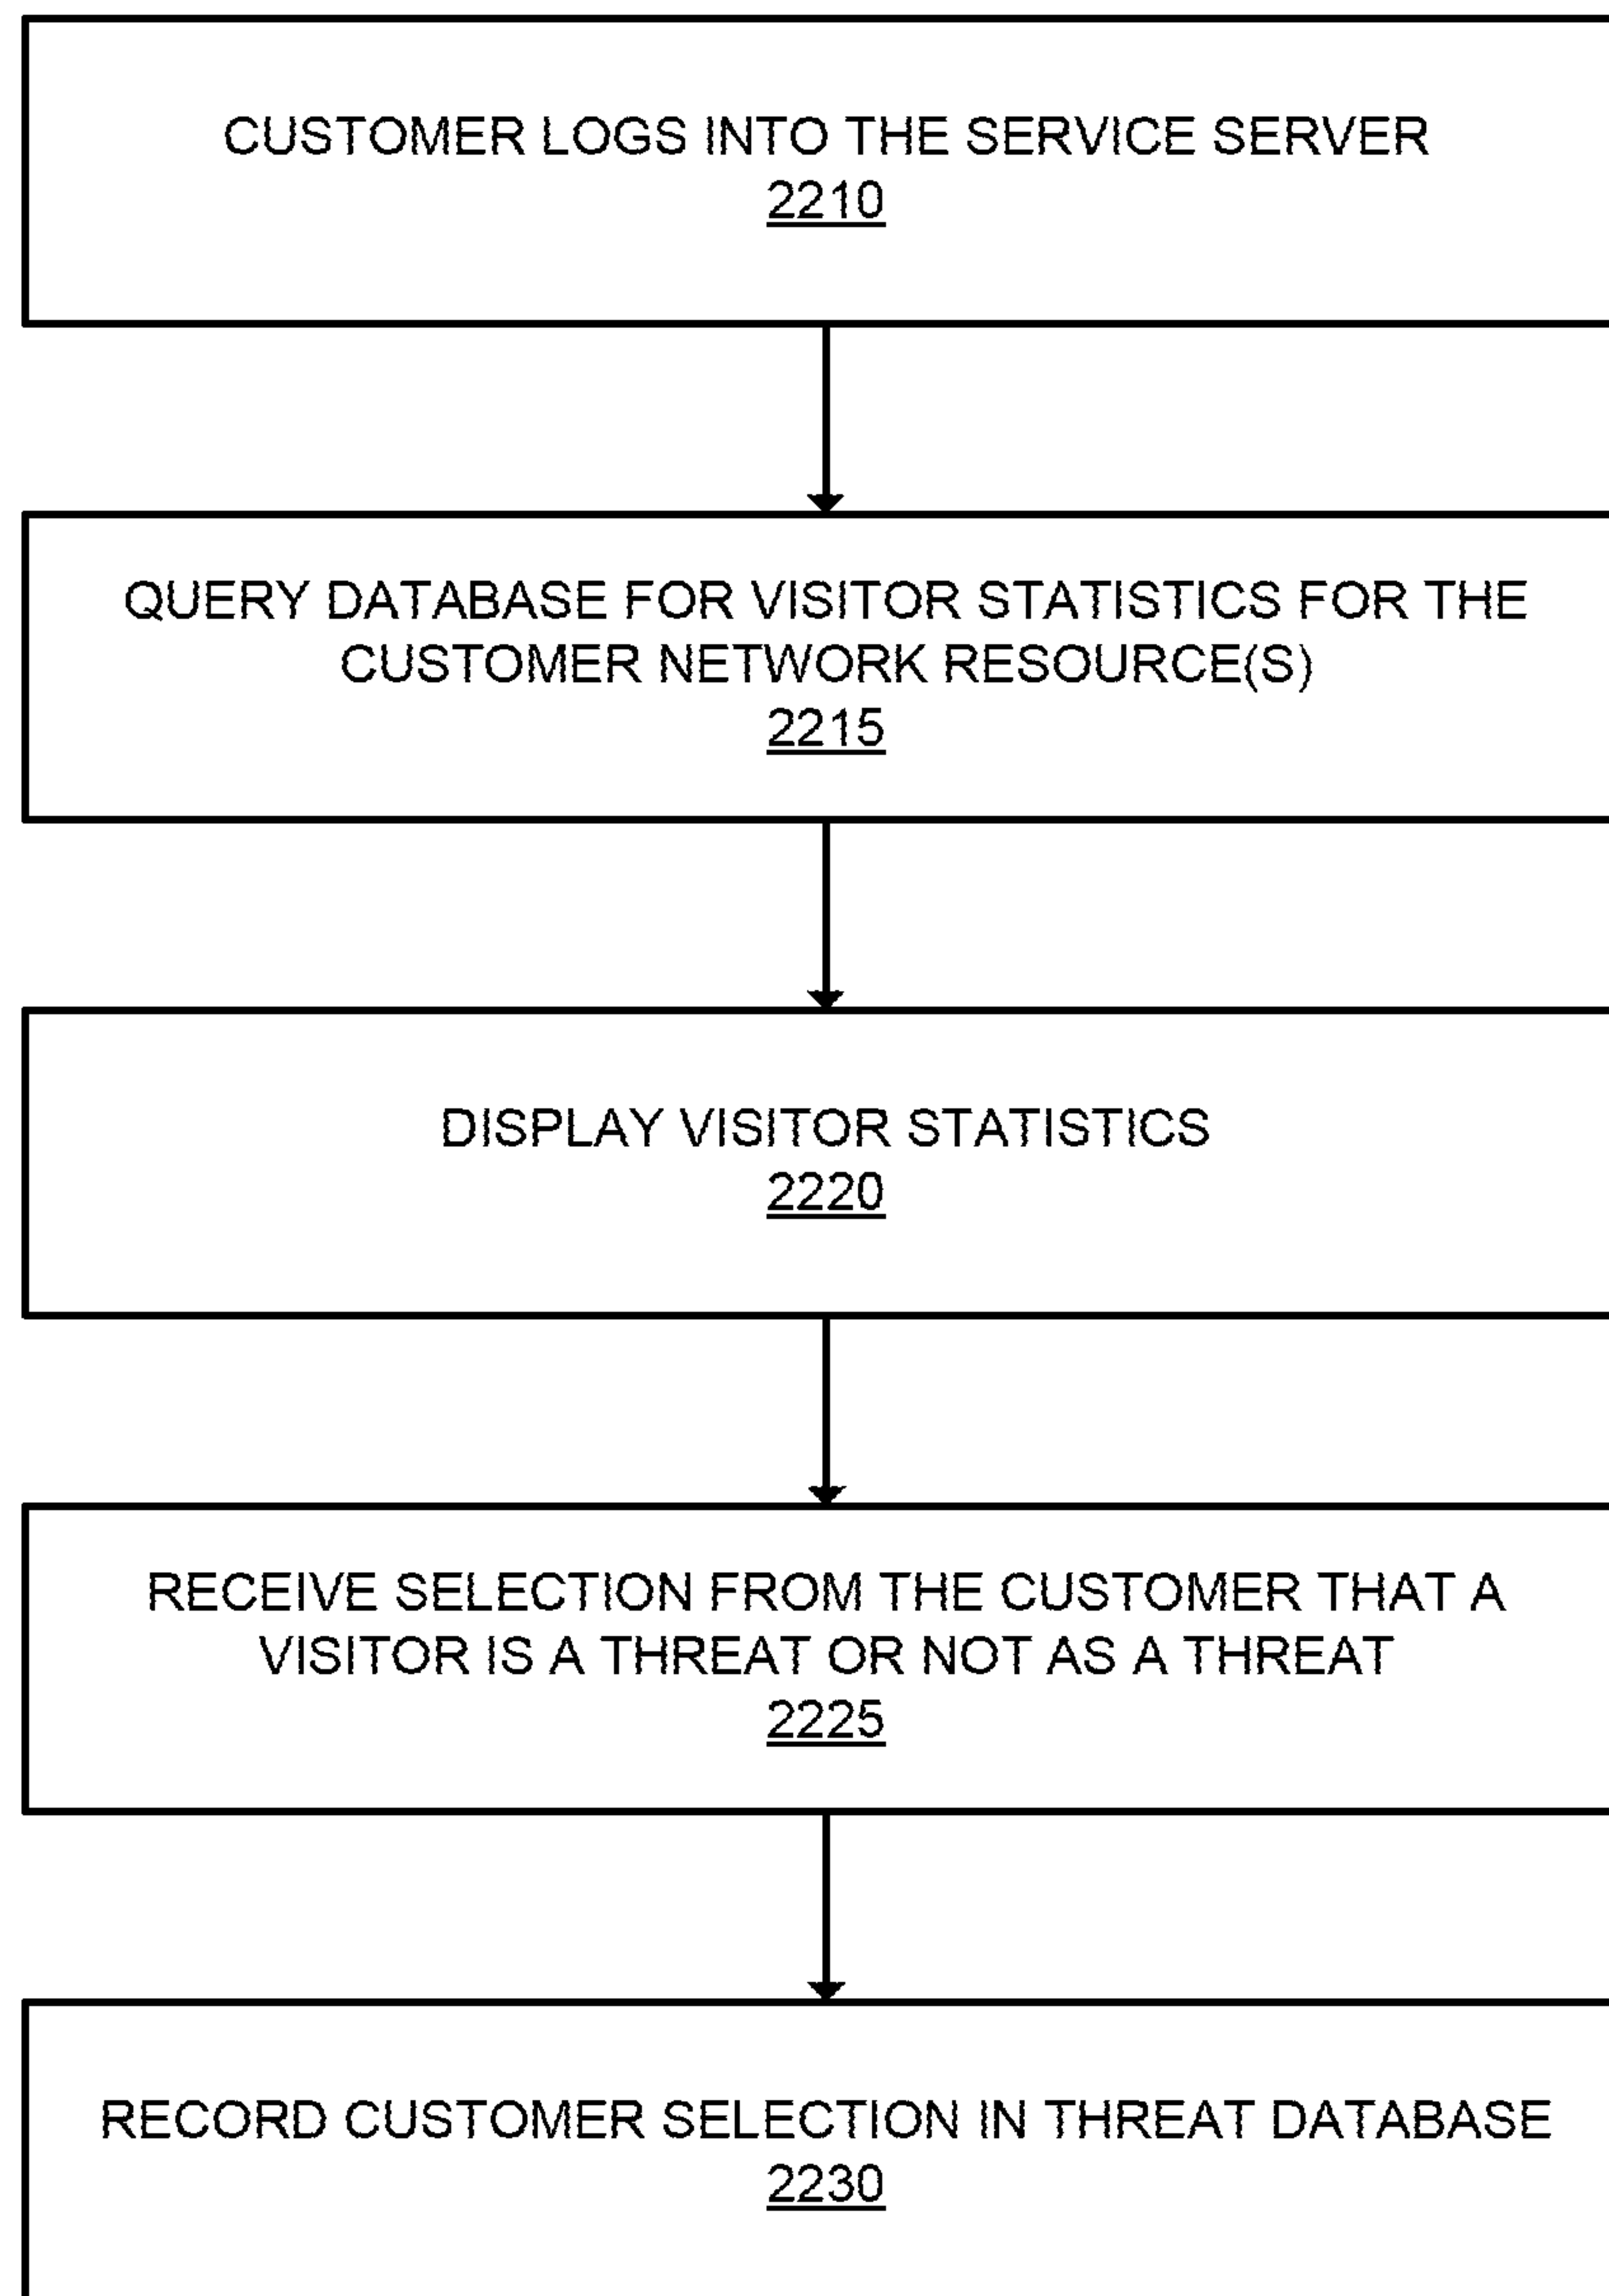 CUSTOMER LOGS INTO THE SERVICE SERVER
2210
QUERY DATABASE FOR VISITOR STATISTICS FOR THE
CUSTOMER NETWORK RESOURCE(S)
2215
DISPLAY VISITOR STATISTICS
2220
RECEIVE SELECTION FROM THE CUSTOMER THAT A
VISITOR IS A THREAT OR NOT AS A THREAT
2225
RECORD CUSTOMER SELECTION IN THREAT DATABASE
2230